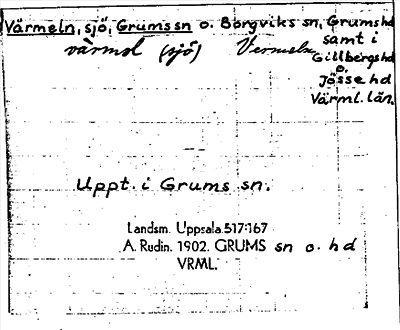 Värmeln, sjö, Grums sn o. Borgviks sn, Grums hd
samt i
värməl (sjö) Vermeln
Gillbergs hd
o.
Jösse hd
Värml. län.
Uppt. i Grums sn.
Landsm. Uppsala 517:167
A. Rudin. 1902. GRUMS sn o. hd
VRML.